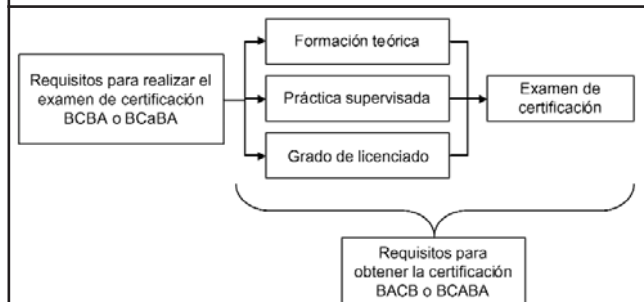 Requisitos para realizar el
examen de certificación
BCBA o BCaBA
Formación teórica
Práctica supervisada
Grado de licenciado
Examen de
certificación
Requisitos para
obtener la certificación
BACB o BCABA